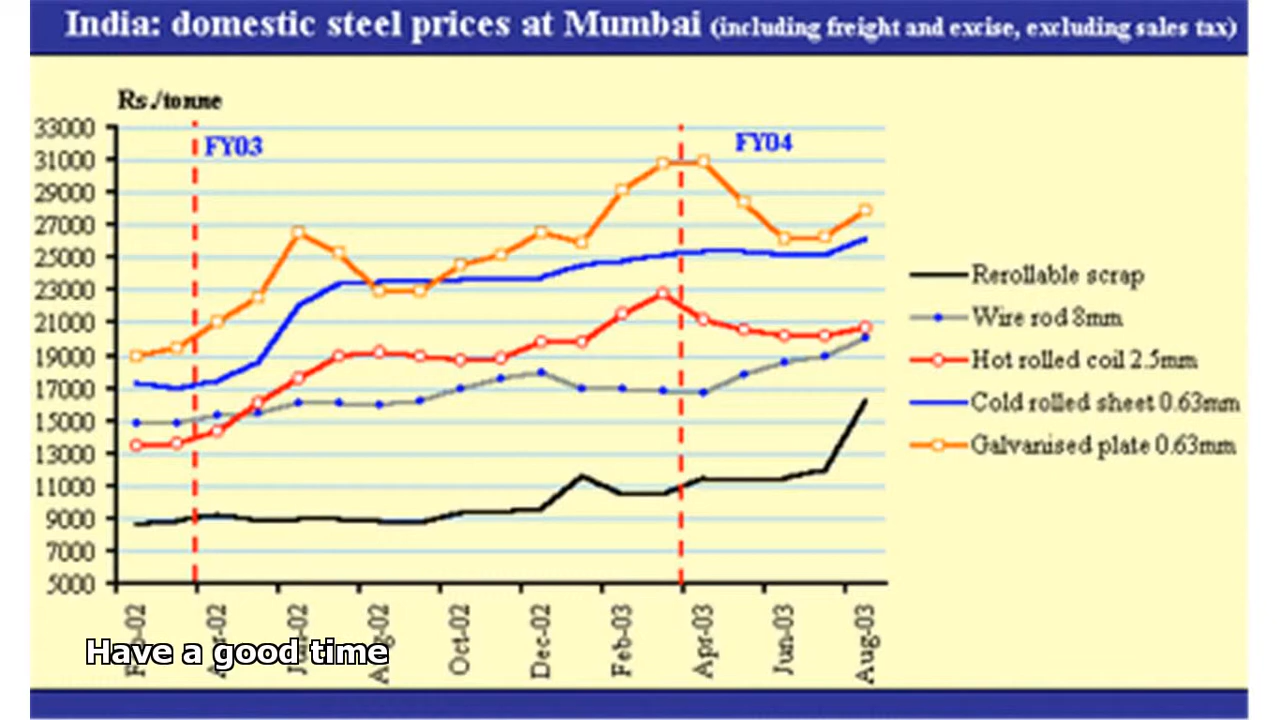 India: domestic steel prices at Mumbai (including freight and excise, excluding sales tax)
Rs./tonne
33000
31000
29000
27000
25000
23000
21000
19000
17000
15000
13000
11000
9000
7000
5000
FY03
FY04
Rerollable scrap
Wire rod 8mm
Hot rolled coil 2.5mm
Cold rolled sheet 0.63mm
Galvanised plate 0.63mm
Oct-02
Dec-02
Feb-03
Apr-03
Jun-03
Aug-03
Have a good time